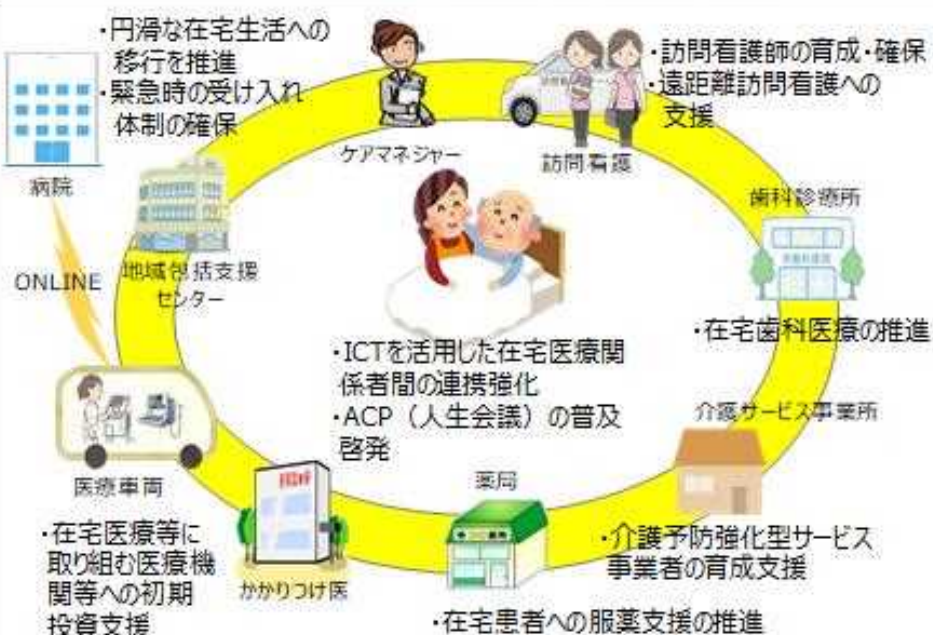 ・円滑な在宅生活への
移行を推進
・緊急時の受け入れ
体制の確保
病院
ケアマネジャー
訪問看護
・訪問看護師の育成・確保
・遠距離訪問看護への
支援
歯科診療所
・在宅歯科医療の推進
ONLINE
地域包括支援
センター
・ICTを活用した在宅医療関
係者間の連携強化
・ACP（人生会議）の普及
啓発
介護サービス事業所
・介護予防強化型サービス
事業者の育成支援
薬局
・在宅患者への服薬支援の推進
かかりつけ医
医療車両
・在宅医療等に
取り組む医療機
関等への初期
投資支援